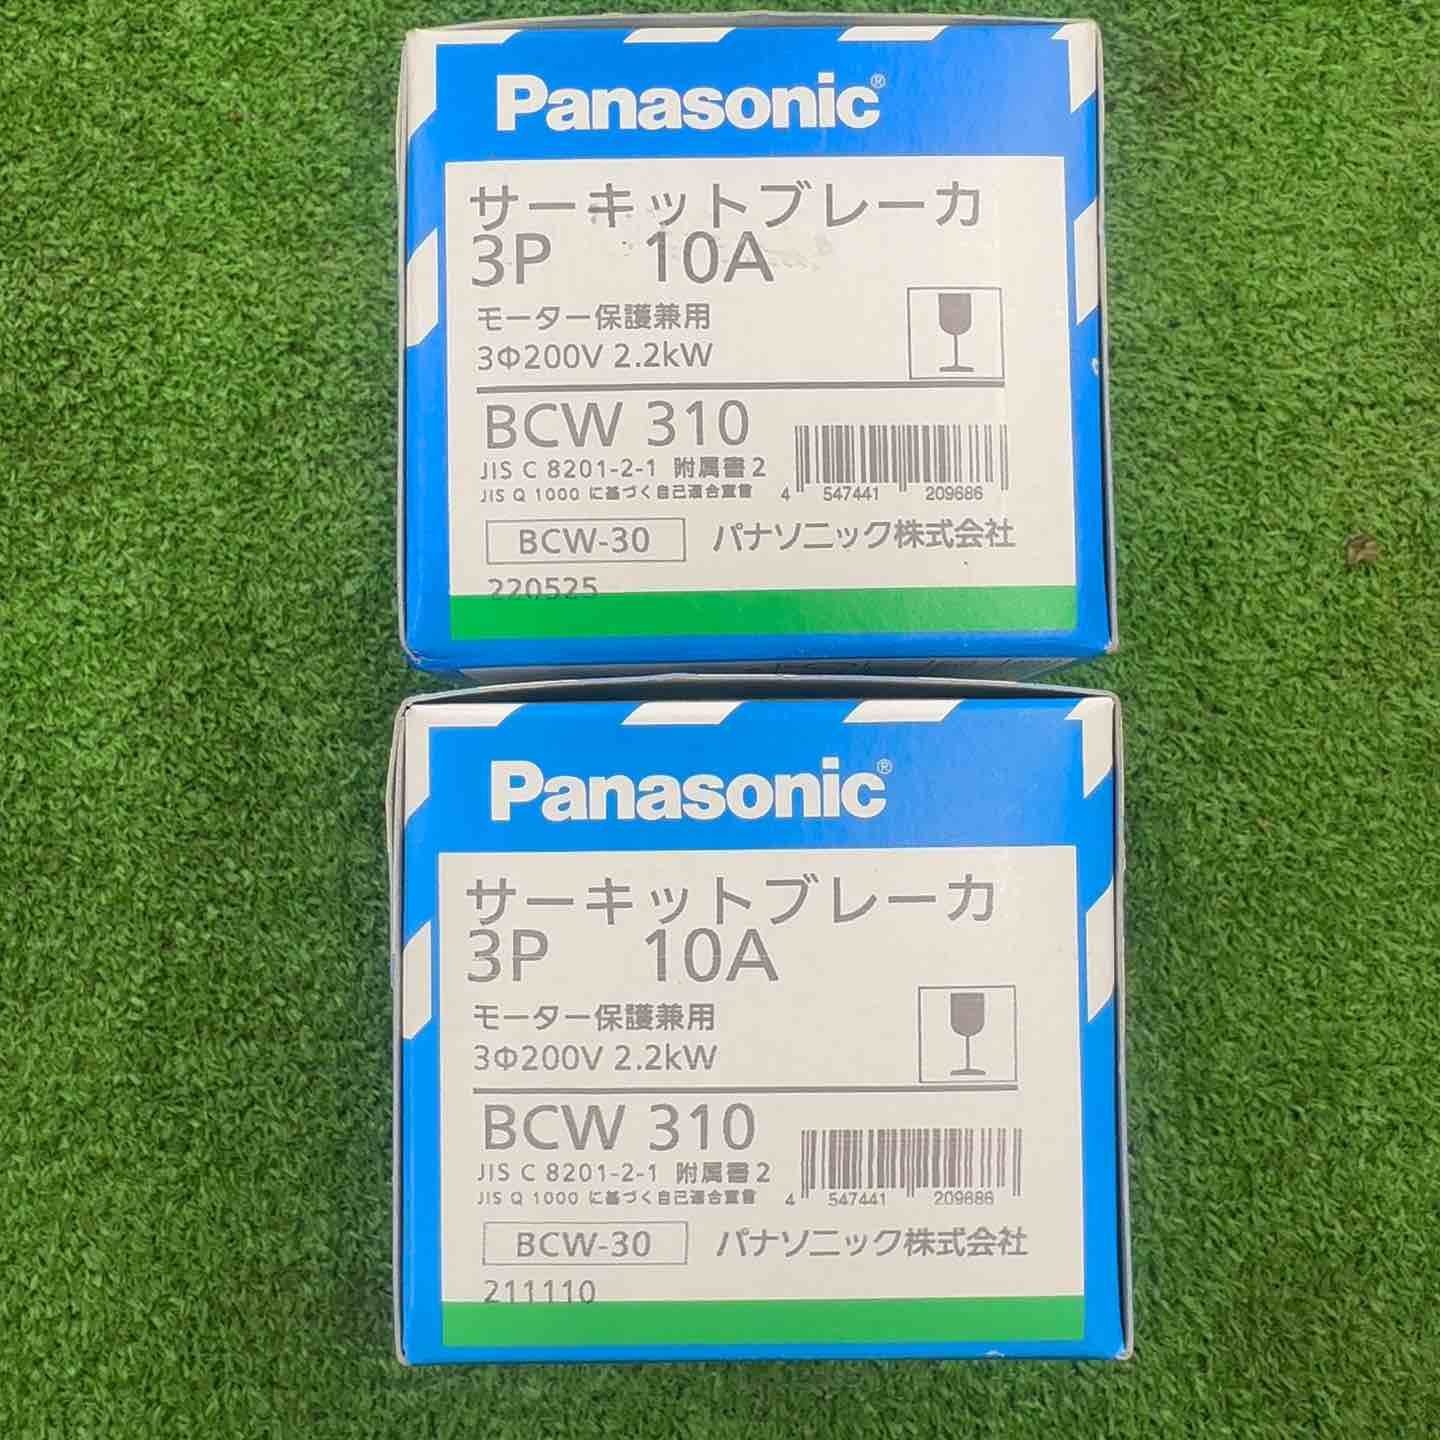 Panasonic®
サーキットブレーカ
3P 10A
モーター保護兼用
3Φ200V 2.2kW
BCW 310
JIS C 8201-2-1 附属書2
JIS Q 1000 に基づく自己適合宣言
4 547441 209686
BCW-30 パナソニック株式会社
220525
Panasonic®
サーキットブレーカ
3P 10A
モーター保護兼用
3Φ200V 2.2kW
BCW 310
JIS C 8201-2-1 附属書2
JIS Q 1000 に基づく自己適合宣言
4 547441 209686
BCW-30 パナソニック株式会社
211110